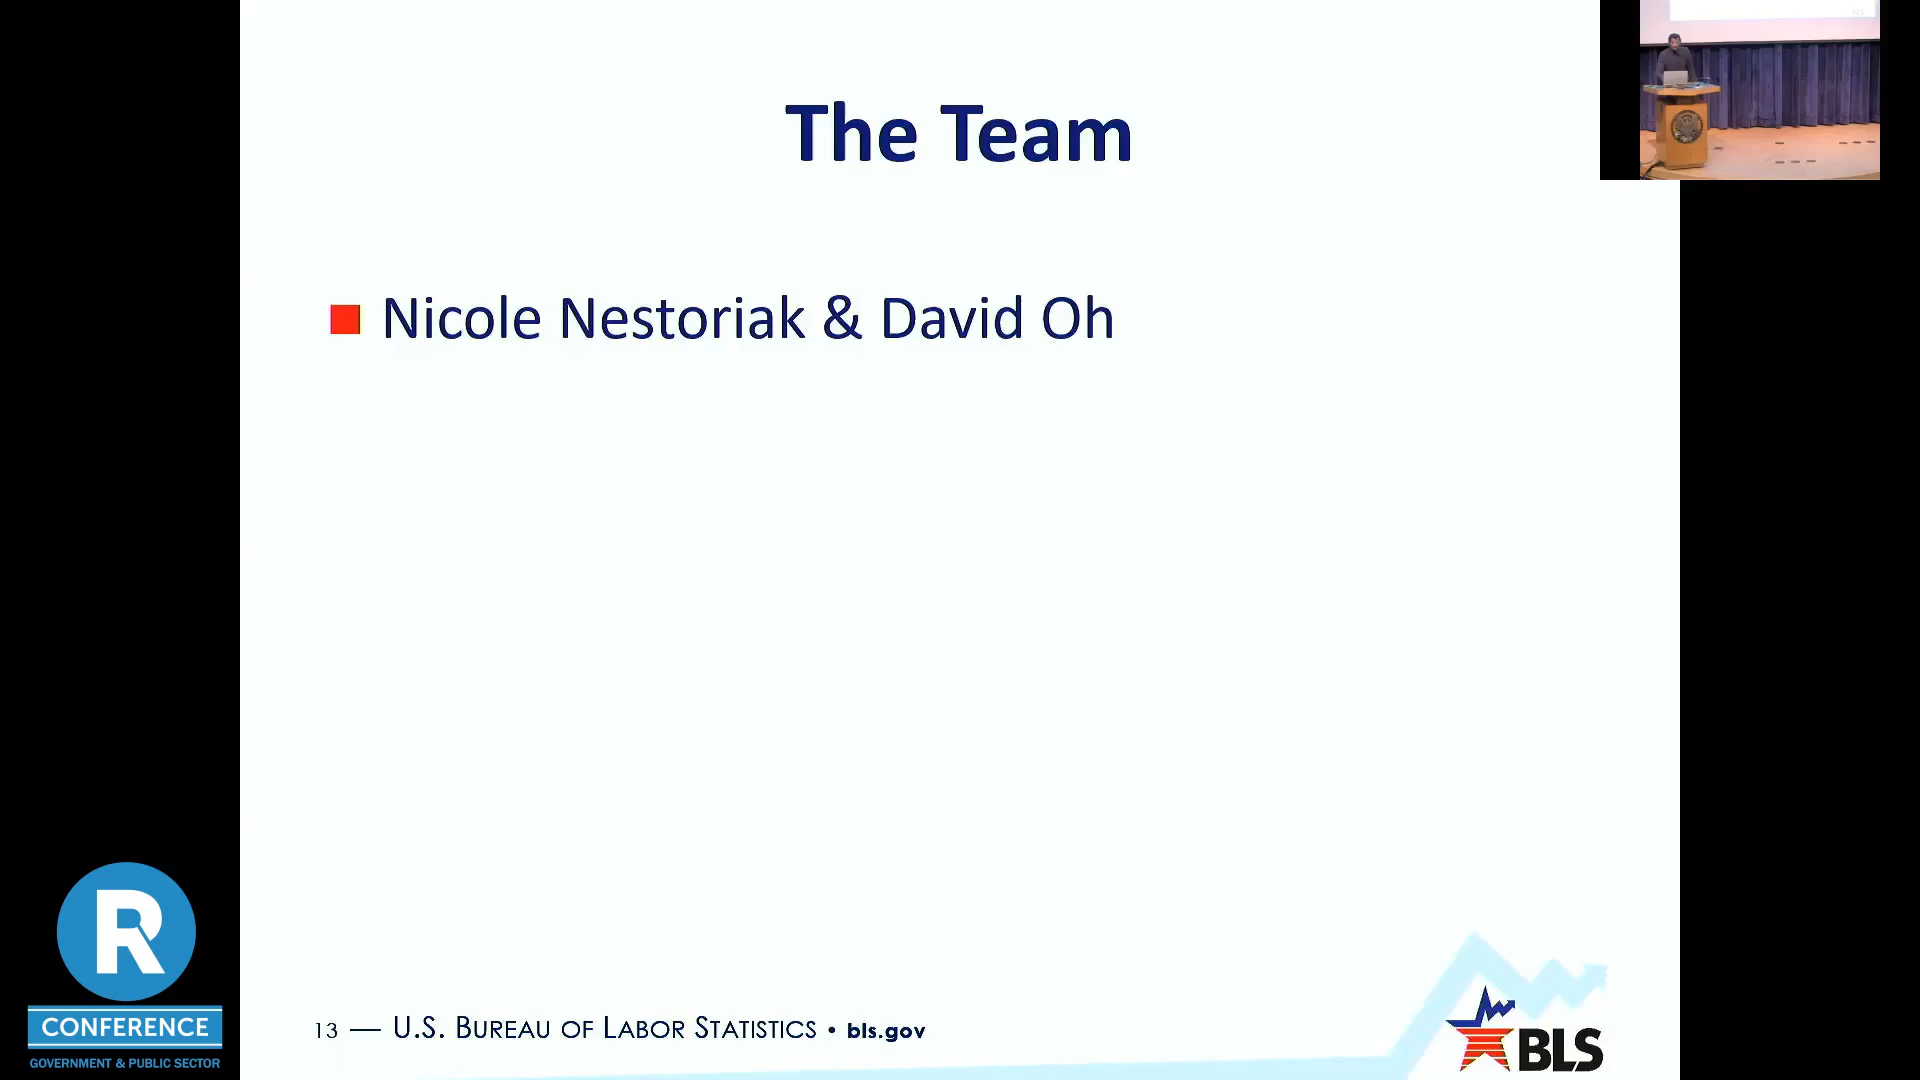 The Team
Nicole Nestoriak & David Oh
13 — U.S. BUREAU OF LABOR STATISTICS • bls.gov
BLS
R
CONFERENCE
GOVERNMENT & PUBLIC SECTOR